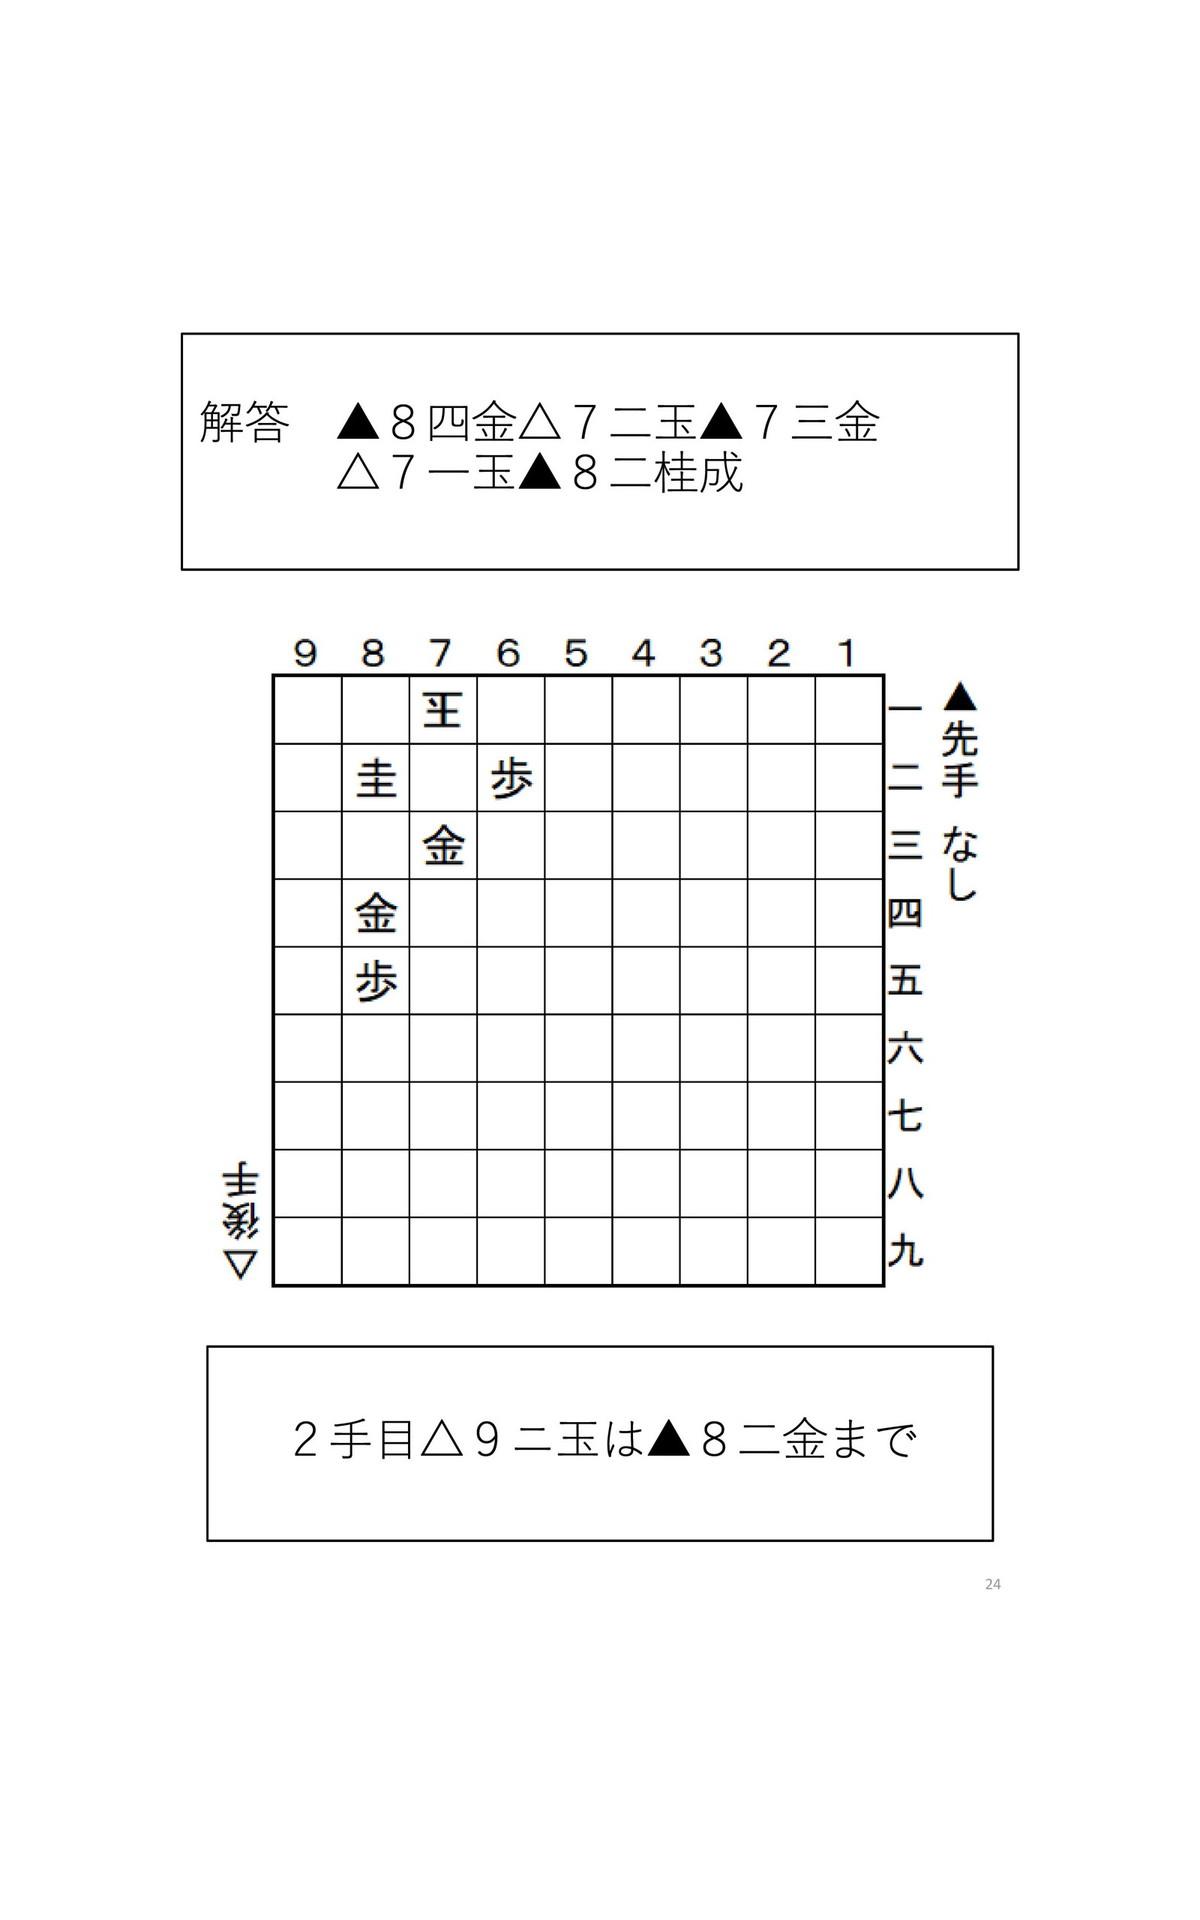 解答　▲８四金△７二玉▲７三金
△７一玉▲８二桂成
9 8 7 6 5 4 3 2 1
王 一
圭 歩 二
金 三
金 四
歩 五
六
七
八
九
▲先手 なし
△後手
２手目△９ニ玉は▲８二金まで
24